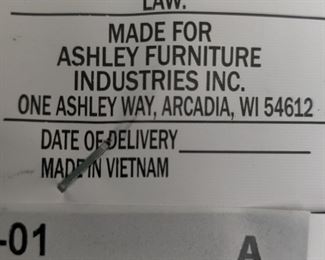 LAW.
MADE FOR
ASHLEY FURNITURE
INDUSTRIES INC.
ONE ASHLEY WAY, ARCADIA, WI 54612
DATE OF DELIVERY
MADE IN VIETNAM
-01
A